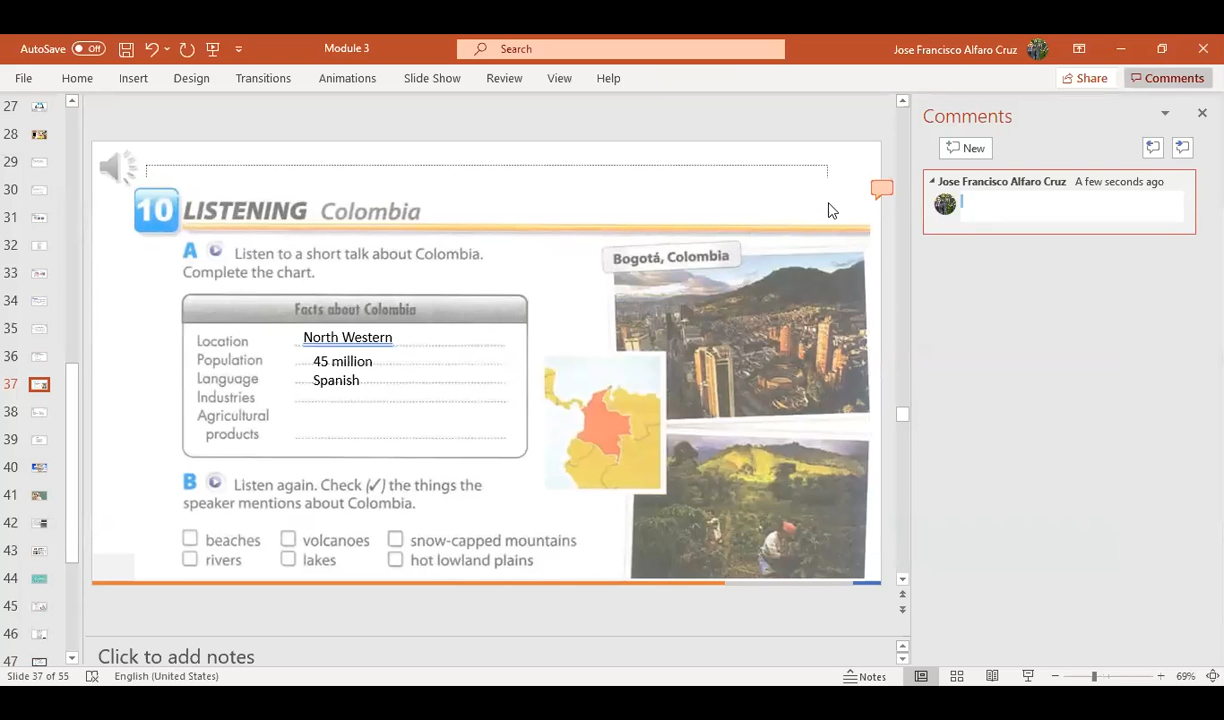 AutoSave Off
Module 3
Search
Jose Francisco Alfaro Cruz
File Home Insert Design Transitions Animations Slide Show Review View Help
Share Comments
27
28
29
30
31
32
33
34
35
36
37
38
39
40
41
42
43
44
45
46
47
10 LISTENING Colombia
A Listen to a short talk about Colombia.
Complete the chart.
Facts about Colombia
Location North Western
Population 45 million
Language Spanish
Industries
Agricultural
products
B Listen again. Check (✓) the things the
speaker mentions about Colombia.
beaches volcanoes snow-capped mountains
rivers lakes hot lowland plains
Bogotá, Colombia
Comments
New
Jose Francisco Alfaro Cruz A few seconds ago
Click to add notes
Slide 37 of 55 English (United States) Notes 69%